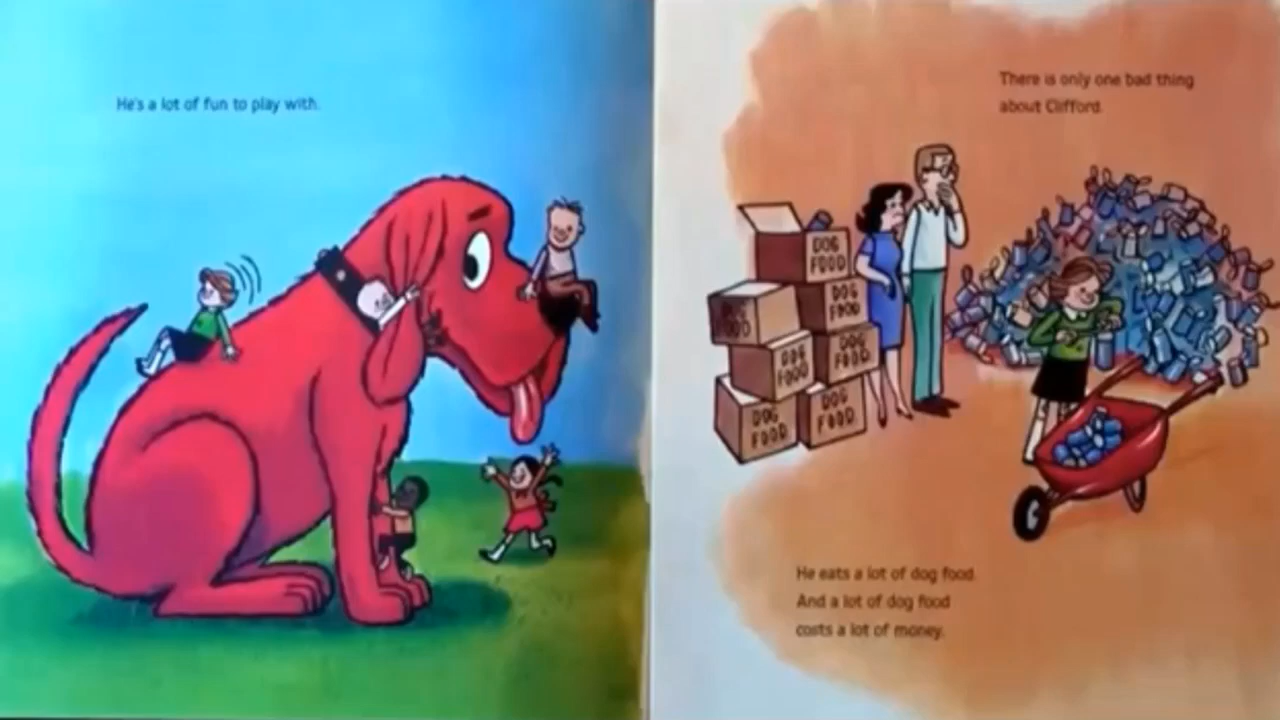 He's a lot of fun to play with.
There is only one bad thing
about Clifford.
DOG
FOOD
DOG
FOOD
DOG
FOOD
DOG
FOOD
DOG
FOOD
DOG
FOOD
DOG
FOOD
He eats a lot of dog food.
And a lot of dog food
costs a lot of money.